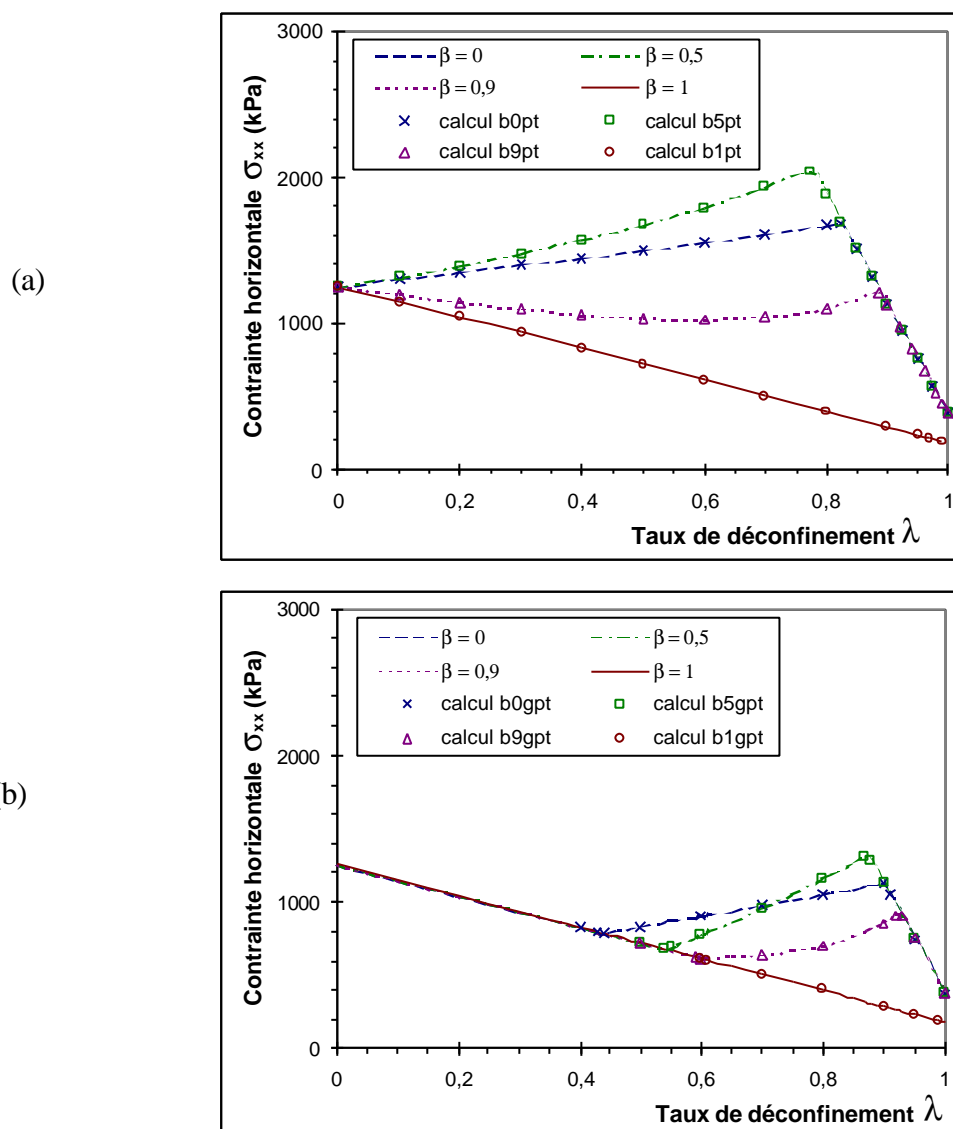 (a)
3000
2000
1000
0
Contrainte horizontale σxx (kPa)
β = 0
β = 0,5
β = 0,9
β = 1
calcul b0pt
calcul b5pt
calcul b9pt
calcul b1pt
0 0,2 0,4 0,6 0,8 1
Taux de déconfinement λ
b)
3000
2000
1000
0
Contrainte horizontale σxx (kPa)
β = 0
β = 0,5
β = 0,9
β = 1
calcul b0gpt
calcul b5gpt
calcul b9gpt
calcul b1gpt
0 0,2 0,4 0,6 0,8 1
Taux de déconfinement λ